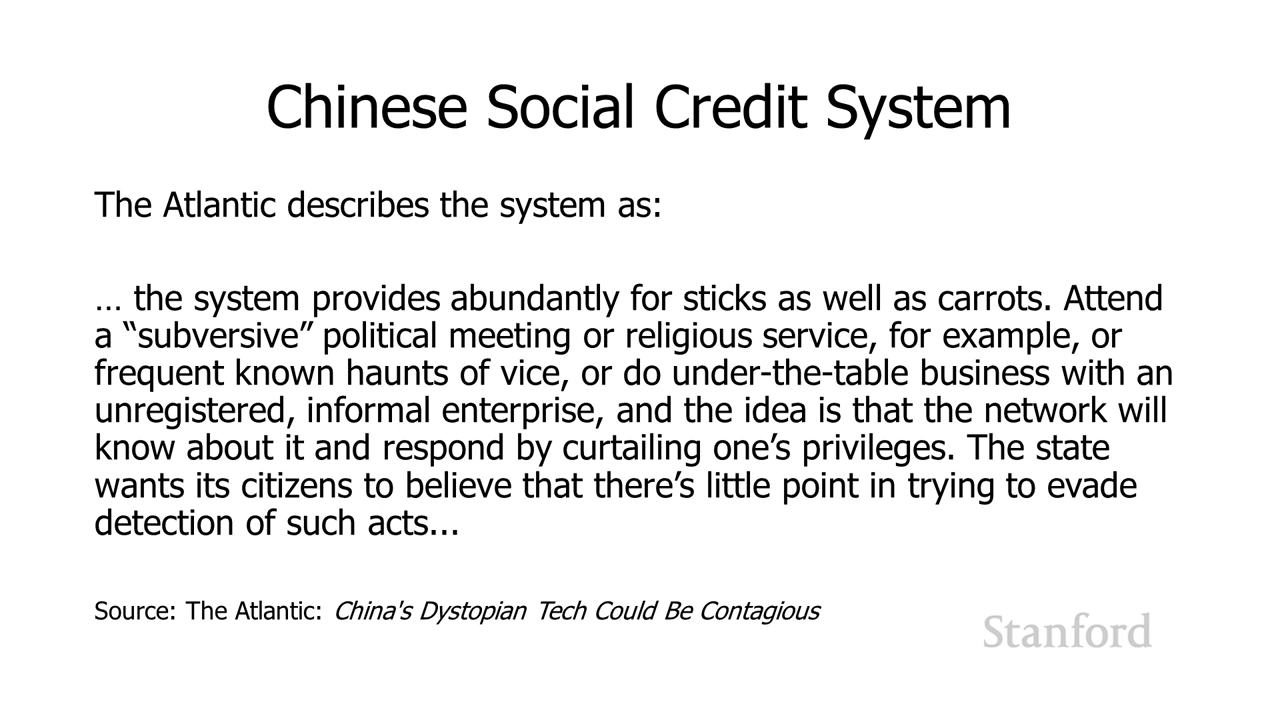 Chinese Social Credit System
The Atlantic describes the system as:
… the system provides abundantly for sticks as well as carrots. Attend
a “subversive” political meeting or religious service, for example, or
frequent known haunts of vice, or do under-the-table business with an
unregistered, informal enterprise, and the idea is that the network will
know about it and respond by curtailing one’s privileges. The state
wants its citizens to believe that there’s little point in trying to evade
detection of such acts...
Source: The Atlantic: China's Dystopian Tech Could Be Contagious
Stanford